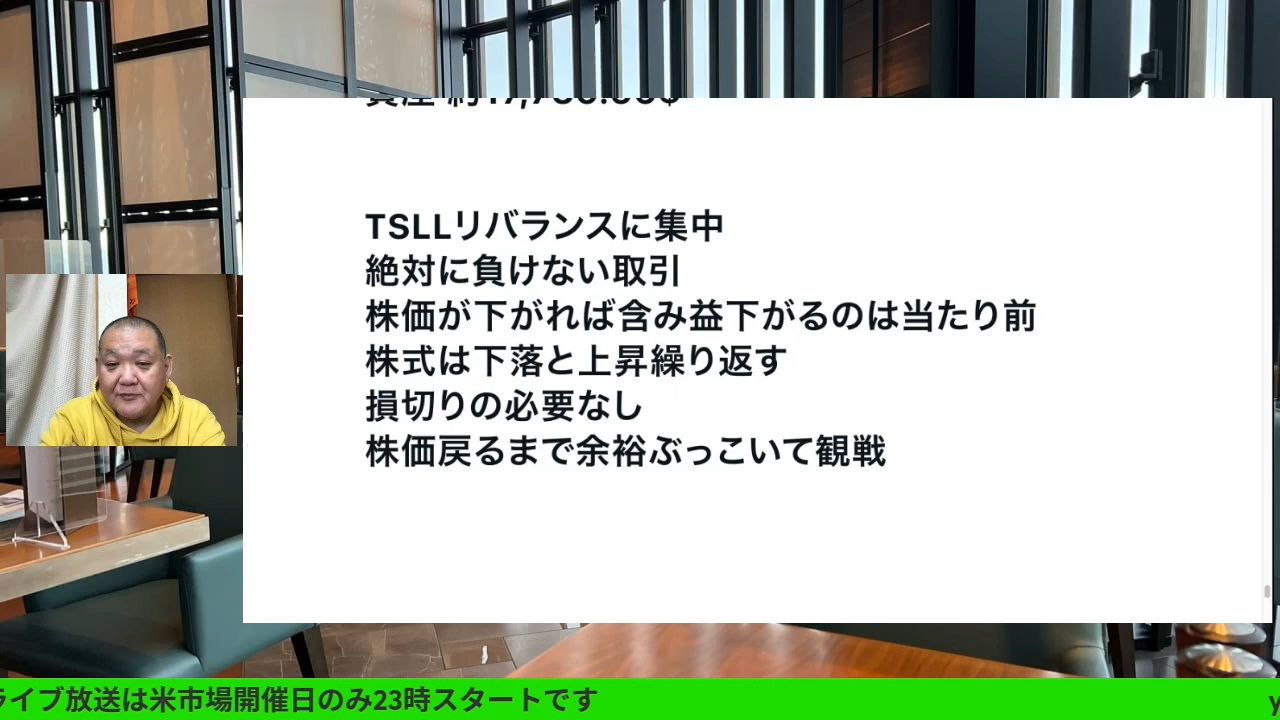 TSLLリバランスに集中
絶対に負けない取引
株価が下がれば含み益下がるのは当たり前
株式は下落と上昇繰り返す
損切りの必要なし
株価戻るまで余裕ぶっこいて観戦
ライブ放送は米市場開催日のみ23時スタートです